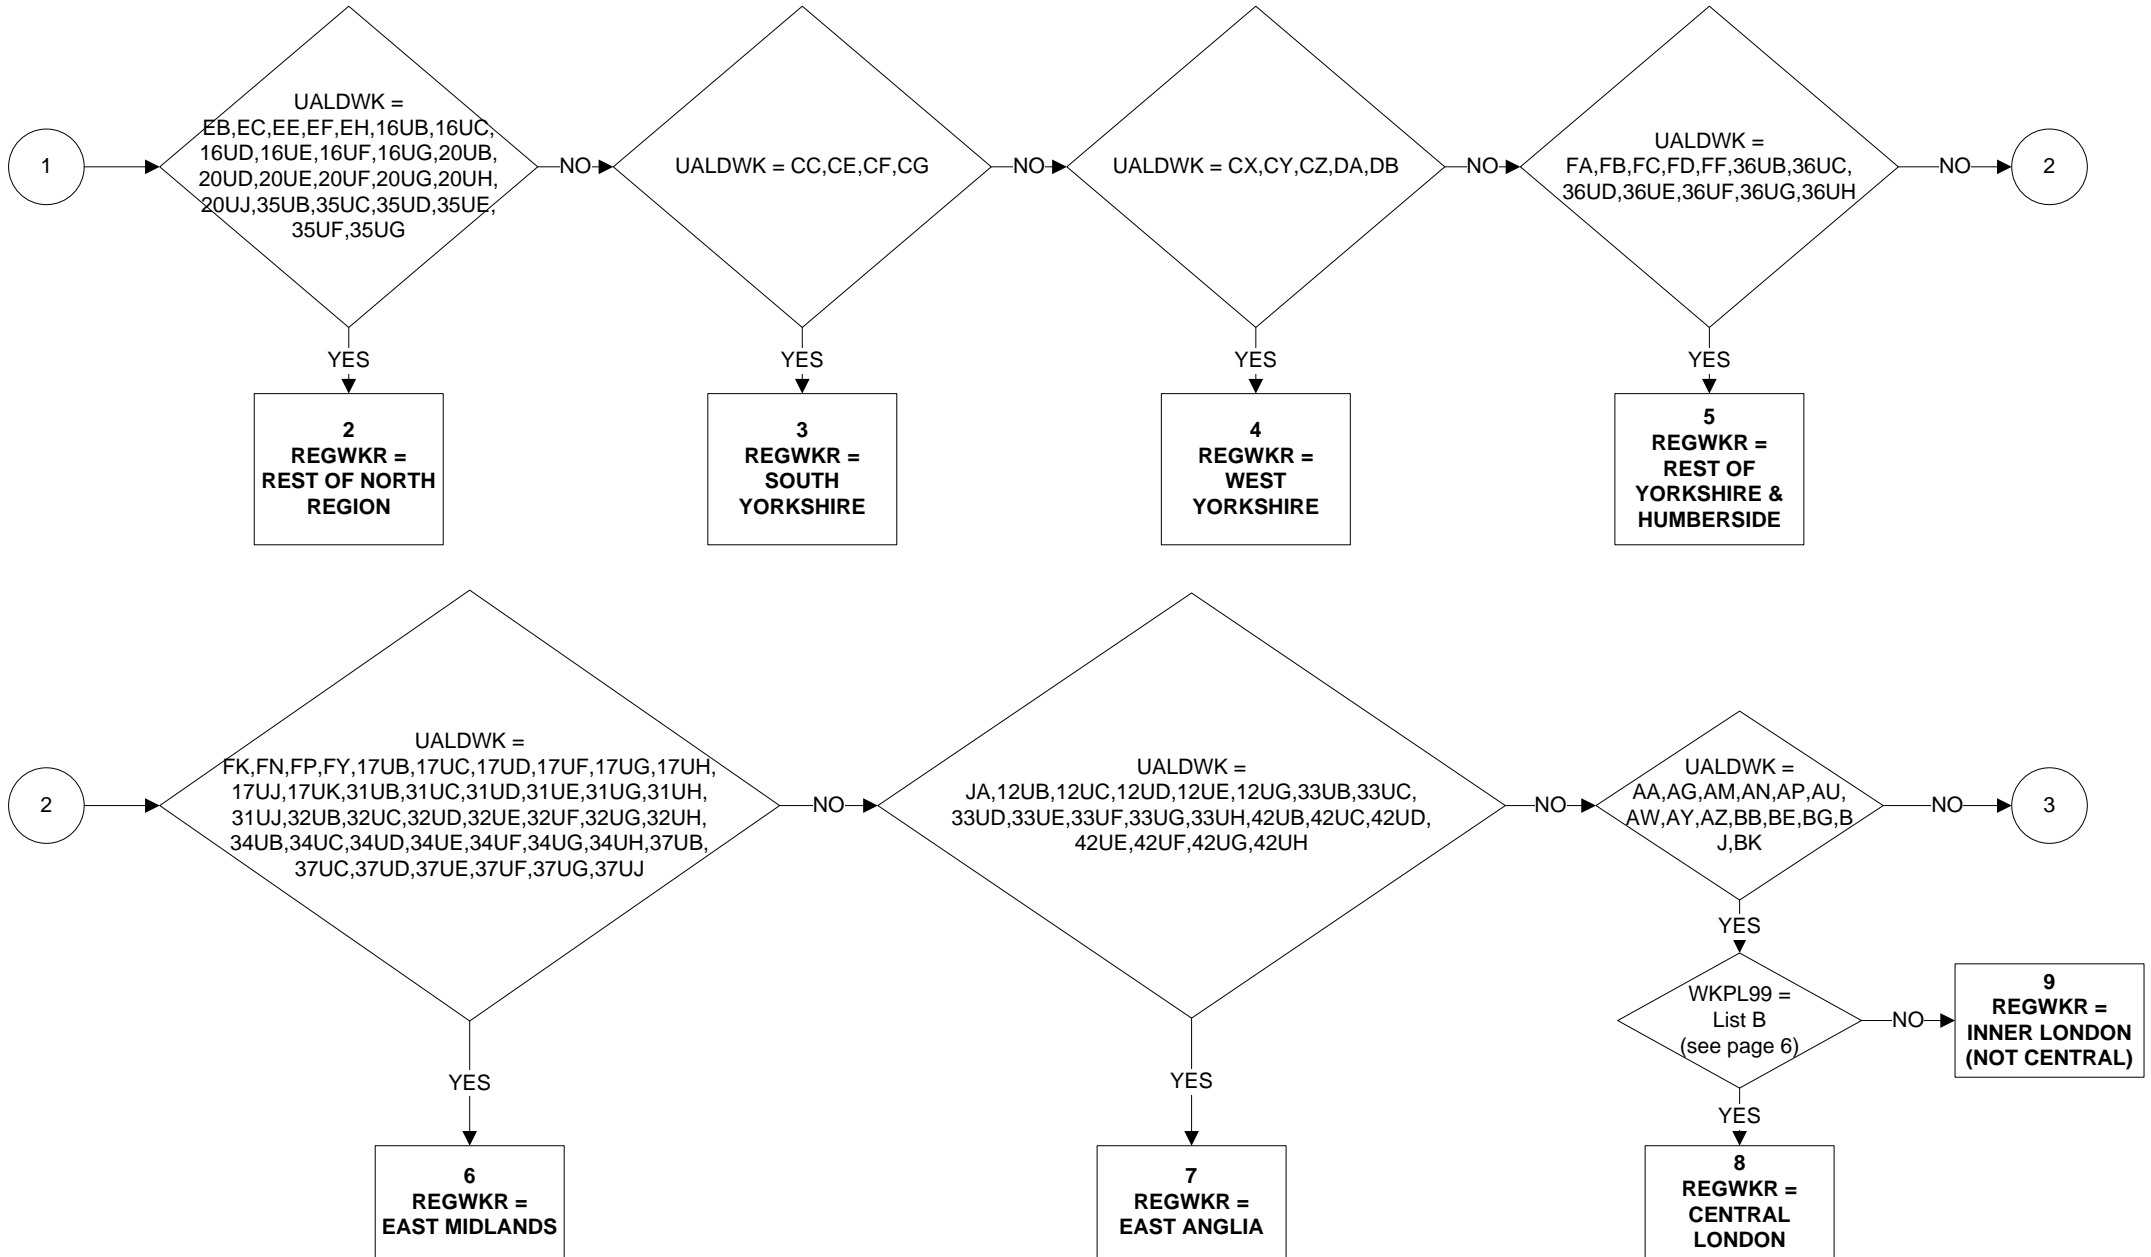 1
UALDWK =
EB,EC,EE,EF,EH,16UB,16UC,
16UD,16UE,16UF,16UG,20UB,
20UD,20UE,20UF,20UG,20UH,
20UJ,35UB,35UC,35UD,35UE,
35UF,35UG
NO
UALDWK = CC,CE,CF,CG
NO
UALDWK = CX,CY,CZ,DA,DB
NO
UALDWK =
FA,FB,FC,FD,FF,36UB,36UC,
36UD,36UE,36UF,36UG,36UH
NO
2
YES
YES
YES
YES
2
REGWKR =
REST OF NORTH
REGION
3
REGWKR =
SOUTH
YORKSHIRE
4
REGWKR =
WEST
YORKSHIRE
5
REGWKR =
REST OF
YORKSHIRE &
HUMBERSIDE
2
UALDWK =
FK,FN,FP,FY,17UB,17UC,17UD,17UF,17UG,17UH,
17UJ,17UK,31UB,31UC,31UD,31UE,31UG,31UH,
31UJ,32UB,32UC,32UD,32UE,32UF,32UG,32UH,
34UB,34UC,34UD,34UE,34UF,34UG,34UH,37UB,
37UC,37UD,37UE,37UF,37UG,37UJ
NO
UALDWK =
JA,12UB,12UC,12UD,12UE,12UG,33UB,33UC,
33UD,33UE,33UF,33UG,33UH,42UB,42UC,42UD,
42UE,42UF,42UG,42UH
NO
UALDWK =
AA,AG,AM,AN,AP,AU,
AW,AY,AZ,BB,BE,BG,B
J,BK
NO
3
YES
WKPL99 =
List B
(see page 6)
NO
9
REGWKR =
INNER LONDON
(NOT CENTRAL)
YES
YES
YES
6
REGWKR =
EAST MIDLANDS
7
REGWKR =
EAST ANGLIA
8
REGWKR =
CENTRAL
LONDON